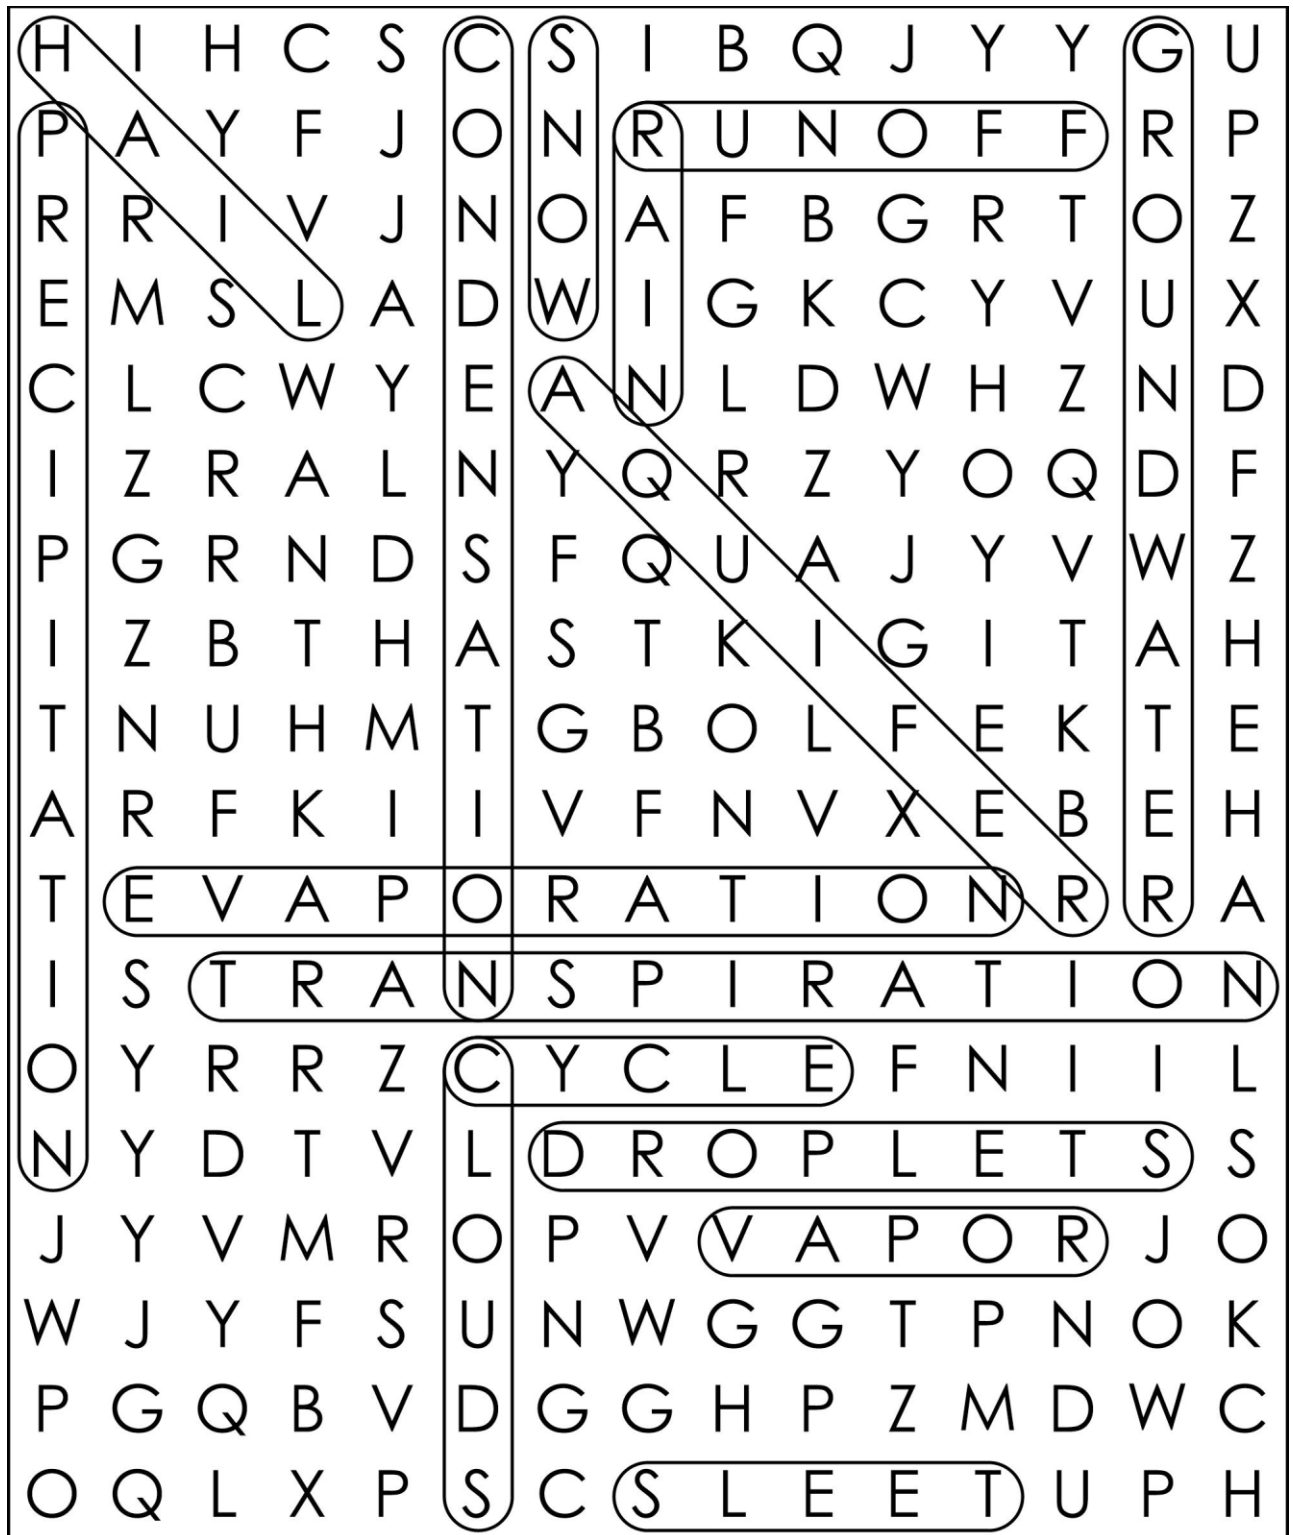 H I H C S C S I B Q J Y Y G U
P A Y F J O N R U N O F F R P
R R I V J N O A F B G R T O Z
E M S L A D W I G K C Y V U X
C L C W Y E A N L D W H Z N D
I Z R A L N Y Q R Z Y O Q D F
P G R N D S F Q U A J Y V W Z
I Z B T H A S T K I G I T A H
T N U H M T G B O L F E K T E
A R F K I I V F N V X E B E H
T E V A P O R A T I O N R R A
I S T R A N S P I R A T I O N
O Y R R Z C Y C L E F N I I L
N Y D T V L D R O P L E T S S
J Y V M R O P V V A P O R J O
W J Y F S U N W G G T P N O K
P G Q B V D G G H P Z M D W C
O Q L X P S C S L E E T U P H